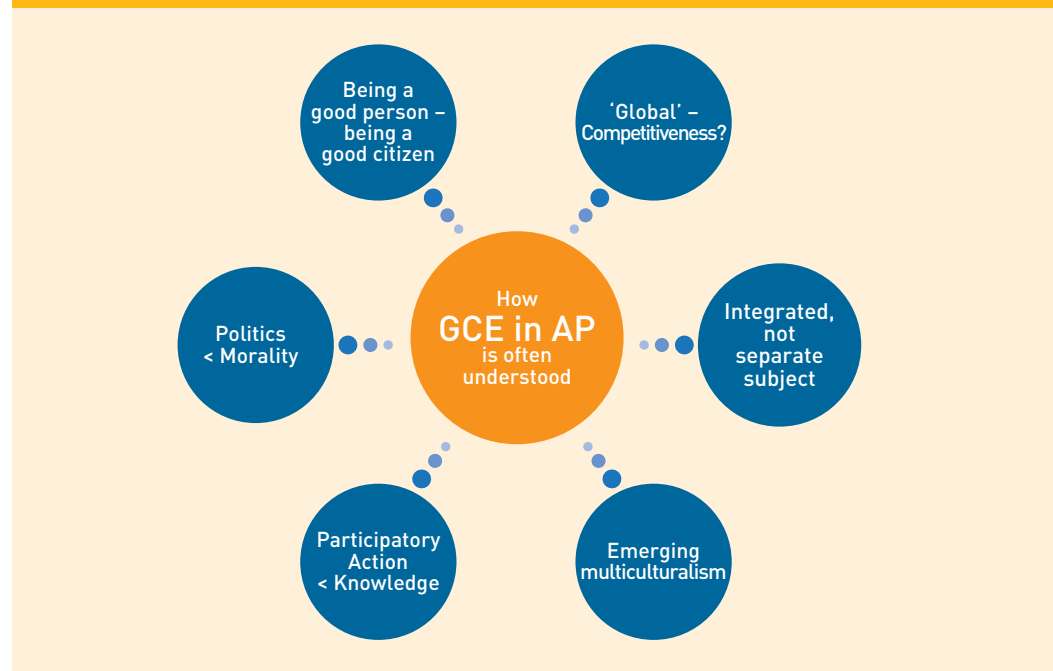 Being a
good person –
being a
good citizen
‘Global’ –
Competitiveness?
How
GCE in AP
is often
understood
Politics
< Morality
Integrated,
not
separate
subject
Participatory
Action
< Knowledge
Emerging
multiculturalism